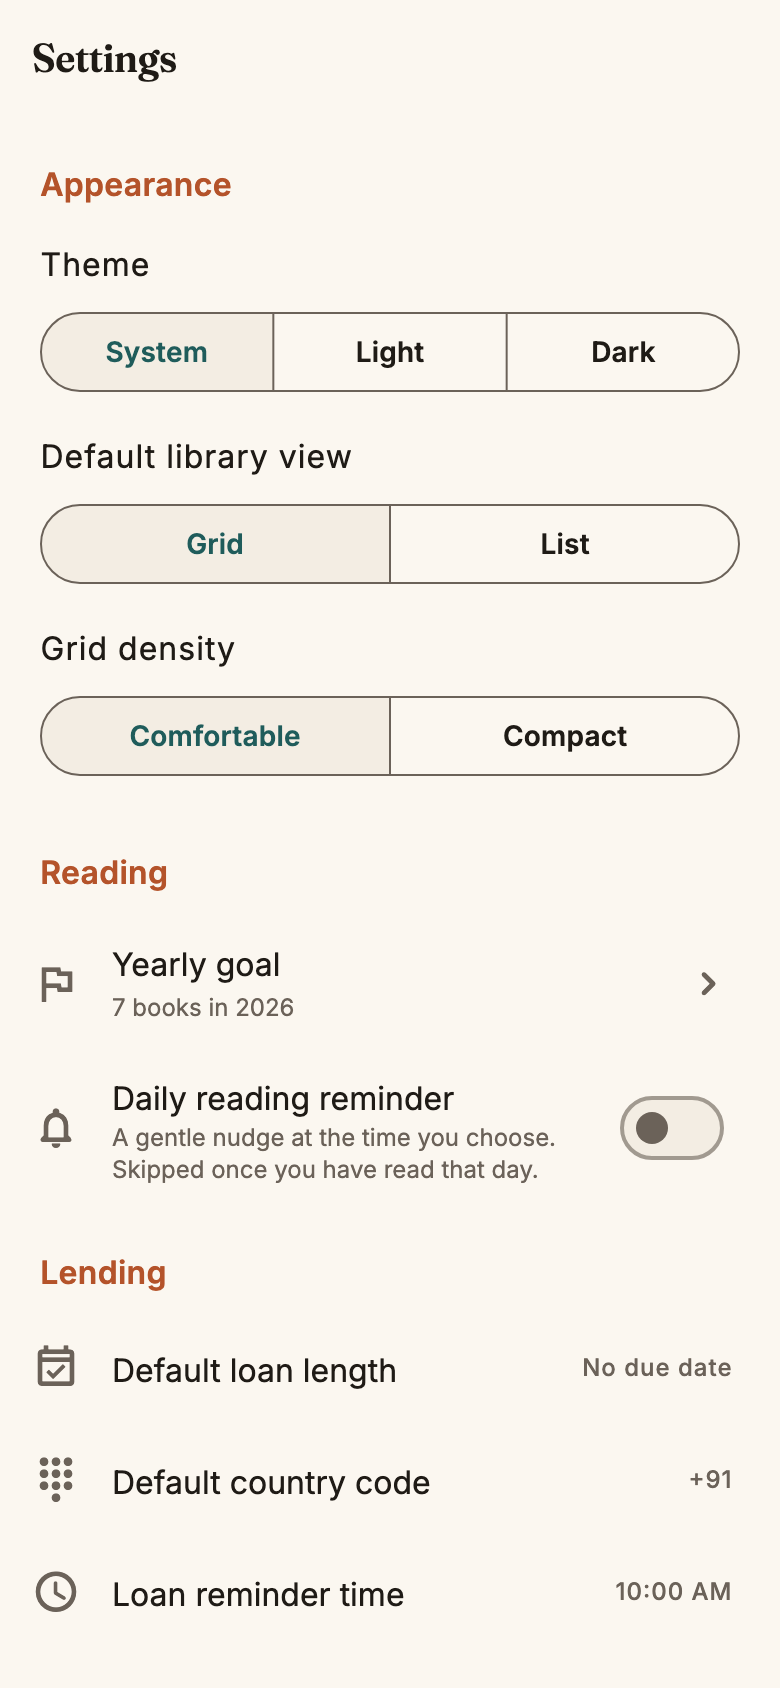 Settings
Appearance
Theme
System Light Dark
Default library view
Grid List
Grid density
Comfortable Compact
Reading
Yearly goal
7 books in 2026
Daily reading reminder
A gentle nudge at the time you choose.
Skipped once you have read that day.
Lending
Default loan length No due date
Default country code +91
Loan reminder time 10:00 AM